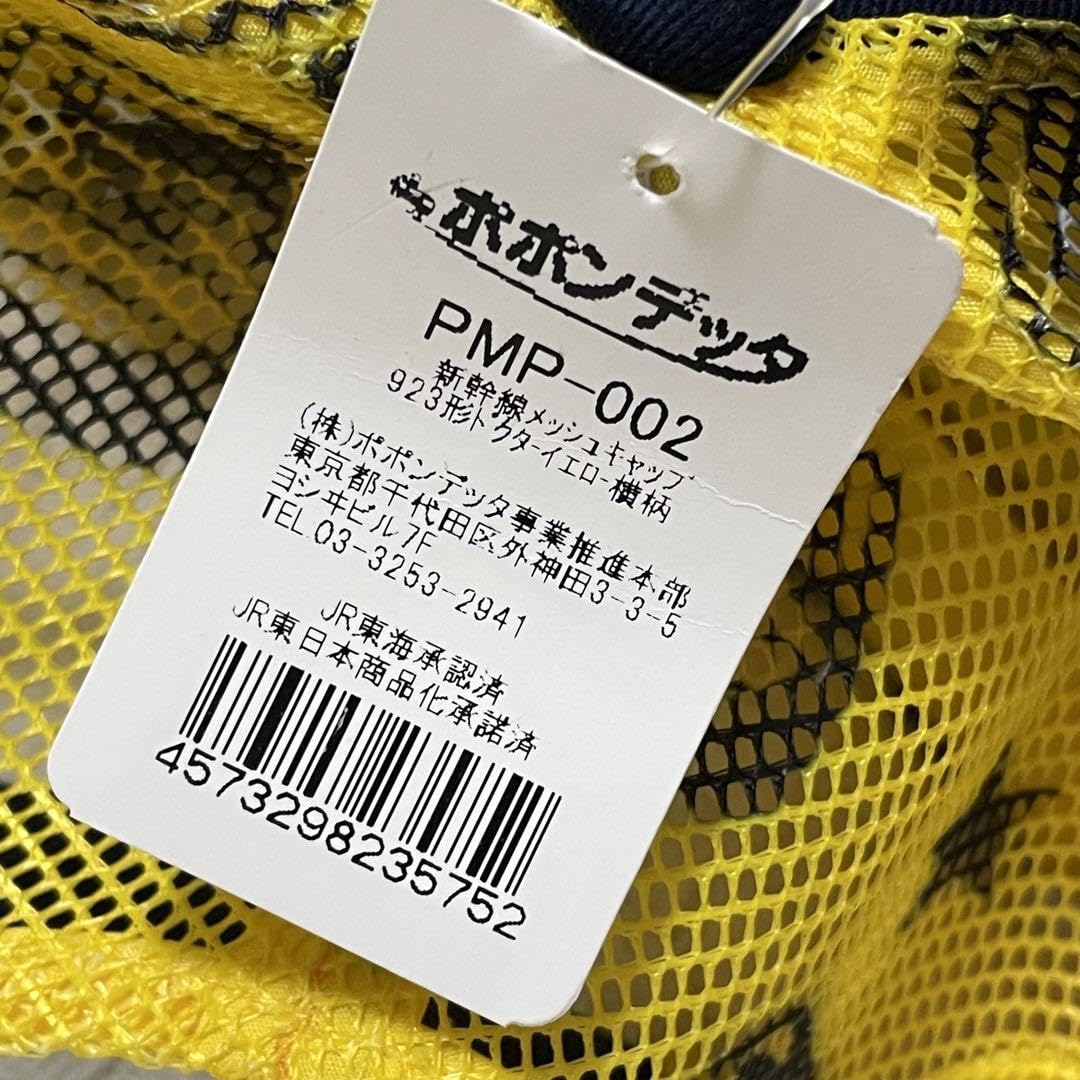 ポポンデッタ
PMP-002
新幹線メッシュキャップ
923形ドクターイエロー横柄
(株)ポポンデッタ事業推進本部
東京都千代田区外神田3-3-5
ヨシヰビル7F
TEL.03-3253-2941
JR東海承認済
JR東日本商品化承諾済
4573298235752